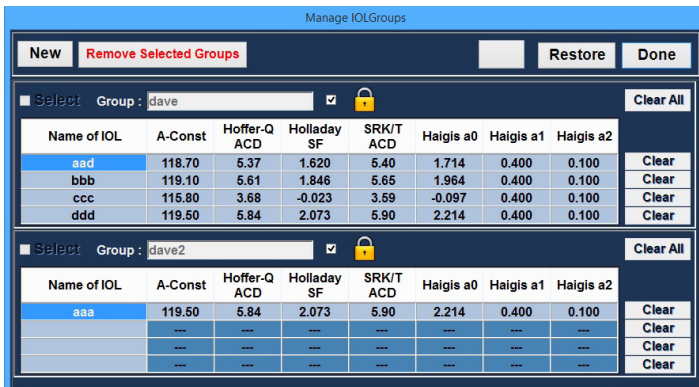 Manage IOLGroups
New Remove Selected Groups Restore Done
Select Group : dave Clear All
Name of IOL A-Const Hoffer-Q ACD Holladay SF SRK/T ACD Haigis a0 Haigis a1 Haigis a2
aad 118.70 5.37 1.620 5.40 1.714 0.400 0.100 Clear
bbb 119.10 5.61 1.846 5.65 1.964 0.400 0.100 Clear
ccc 115.80 3.68 -0.023 3.59 -0.097 0.400 0.100 Clear
ddd 119.50 5.84 2.073 5.90 2.214 0.400 0.100 Clear
Select Group : dave2 Clear All
Name of IOL A-Const Hoffer-Q ACD Holladay SF SRK/T ACD Haigis a0 Haigis a1 Haigis a2
aaa 119.50 5.84 2.073 5.90 2.214 0.400 0.100 Clear
--- --- --- --- --- --- --- Clear
--- --- --- --- --- --- --- Clear
--- --- --- --- --- --- --- Clear